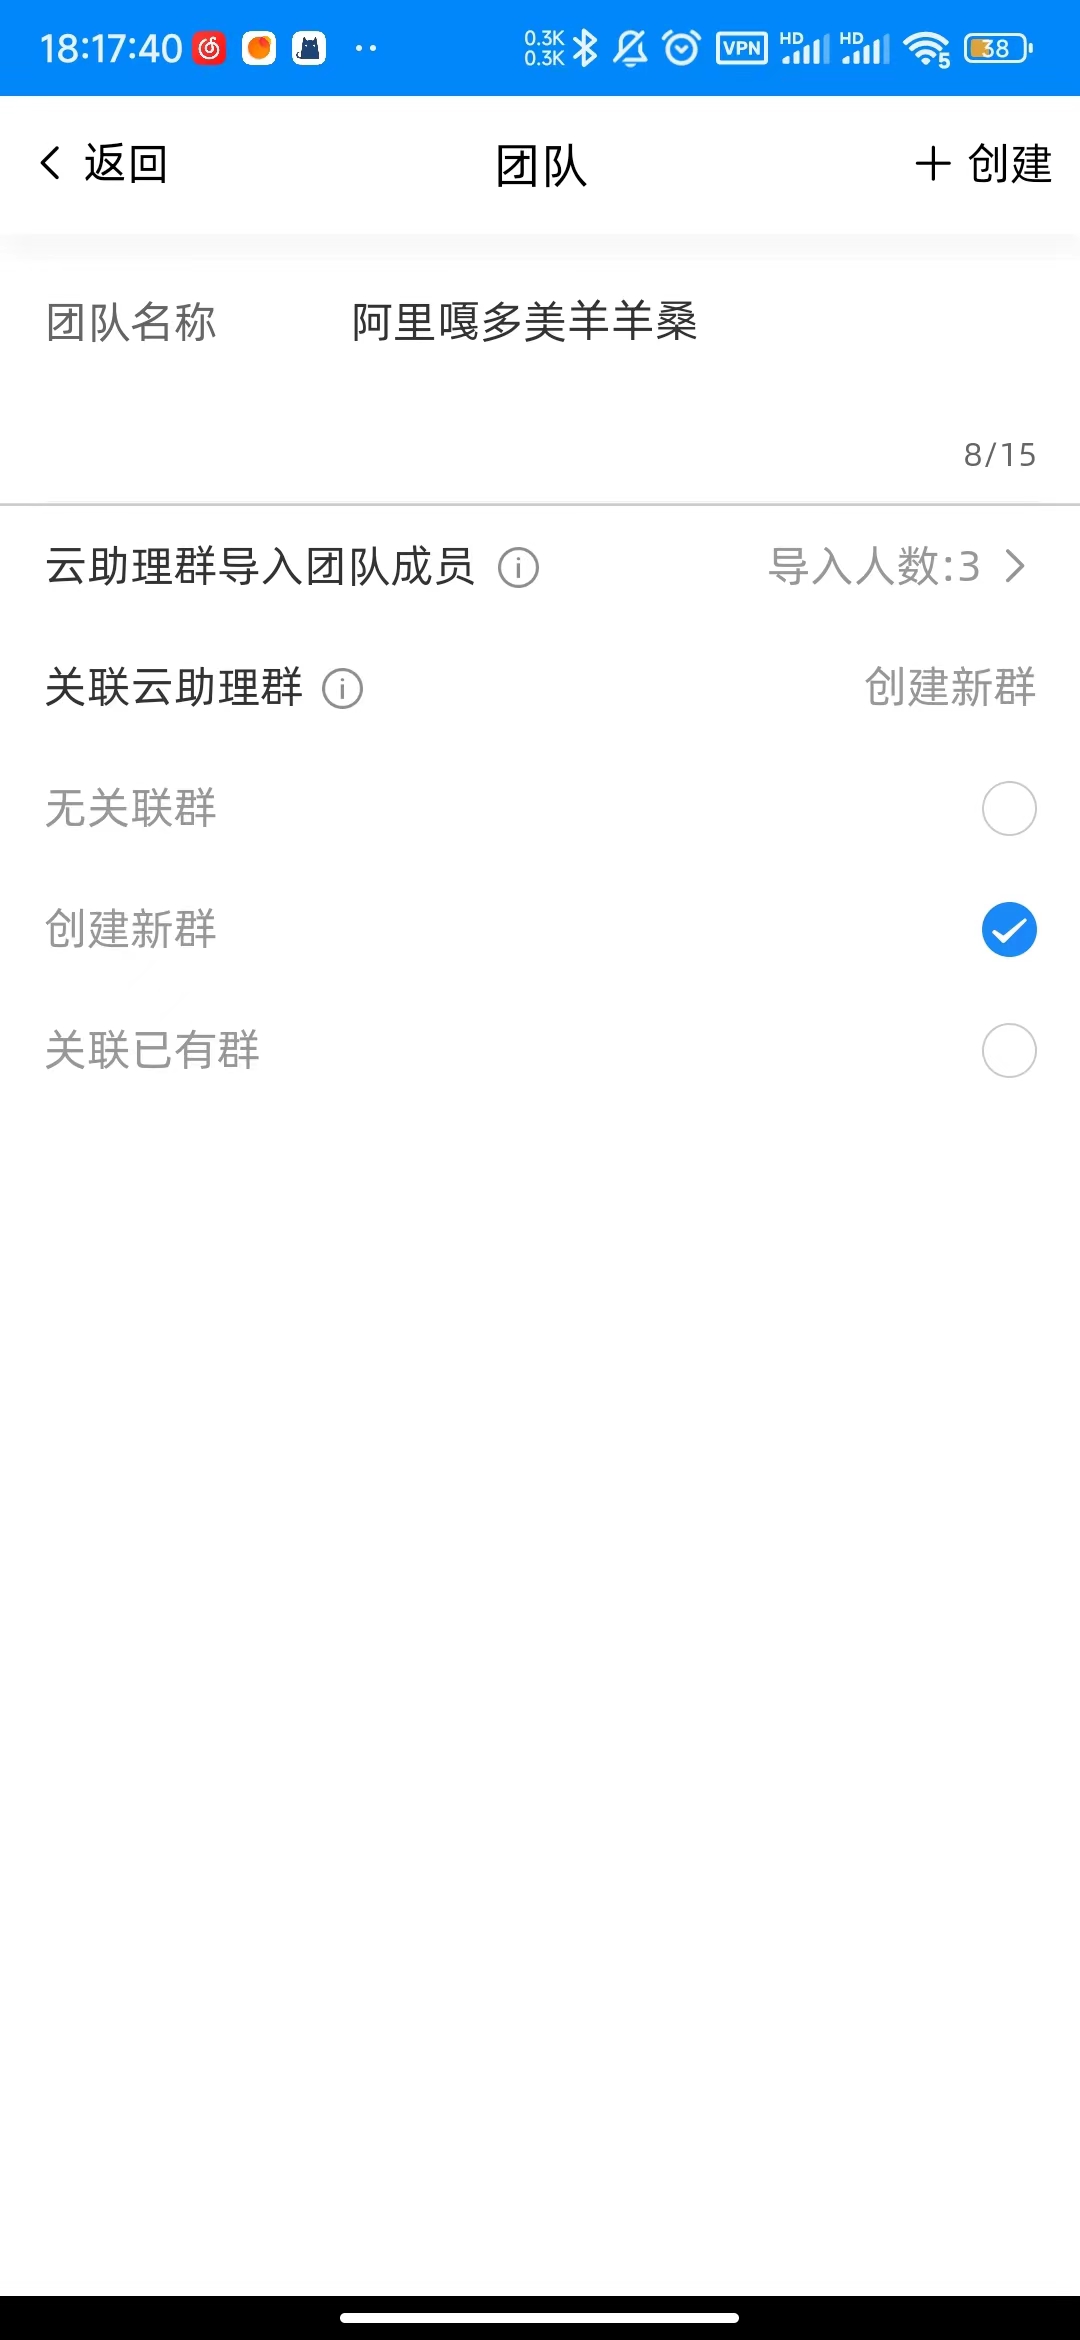 18:17:40
0.3K
0.3K
VPN
HD
HD
5
38
返回
团队
创建
团队名称
阿里嘎多美羊羊桑
8/15
云助理群导入团队成员
导入人数:3
关联云助理群
创建新群
无关联群
创建新群
关联已有群